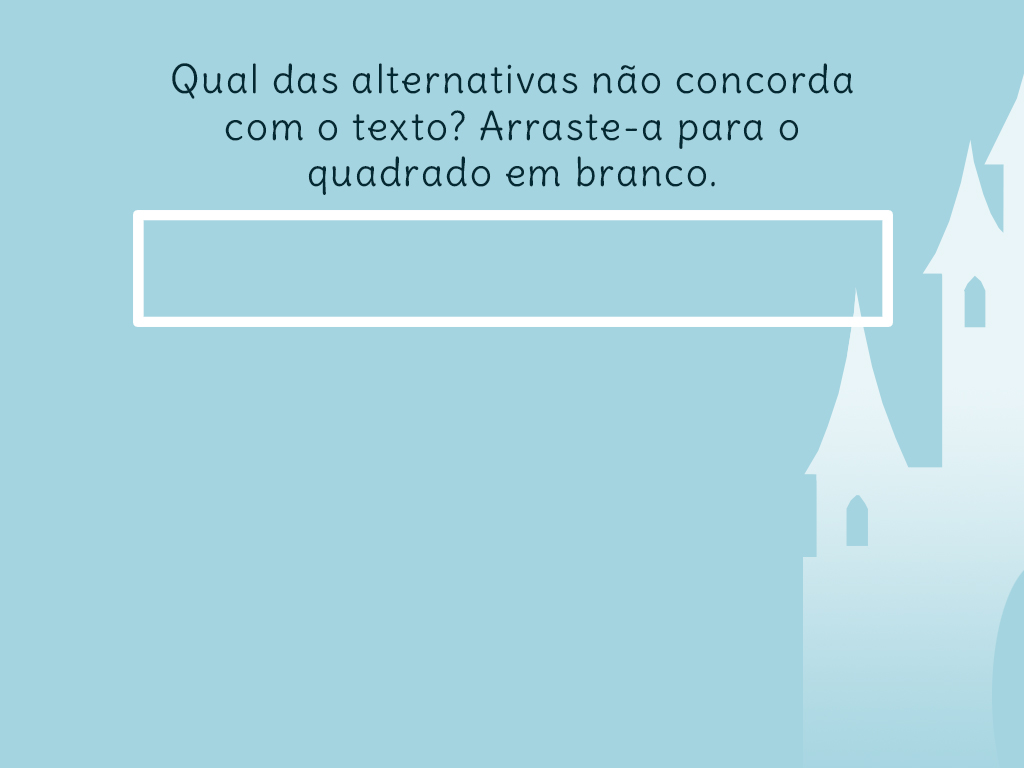 Qual das alternativas não concorda
com o texto? Arraste-a para o
quadrado em branco.